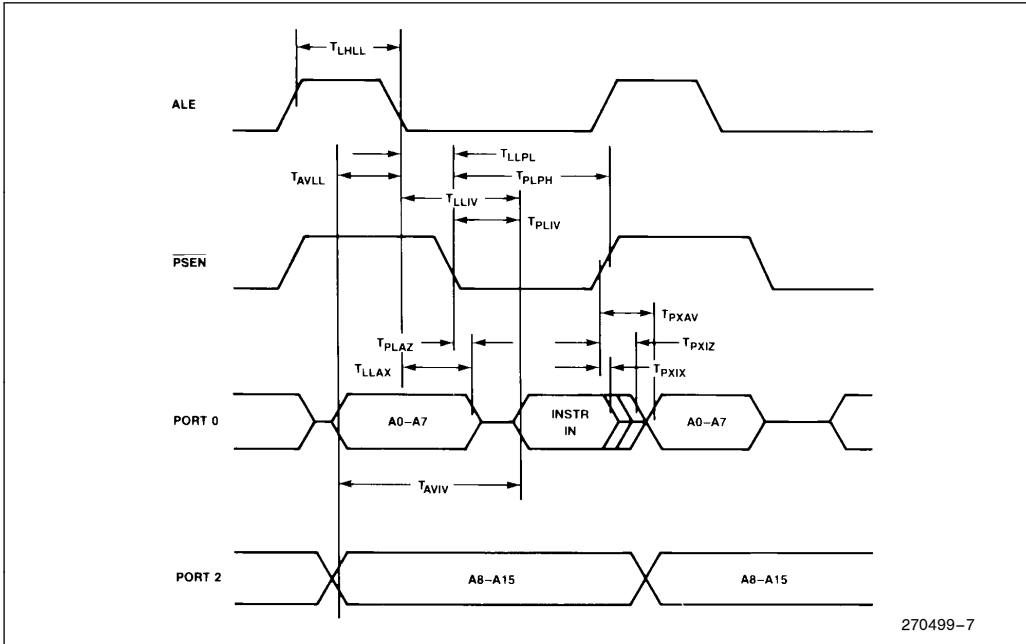 TLHLL
ALE
TLLPL
TAVLL
TPLPH
TLLIV
TPLIV
PSEN
TPXAV
TPLAZ
TPXIZ
TLLAX
TPXIX
PORT 0
A0–A7
INSTR
IN
A0–A7
TAVIV
PORT 2
A8–A15
A8–A15
270499–7